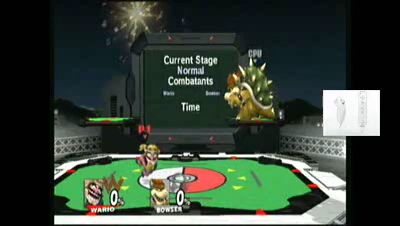 Current Stage
CPU
Normal
Combatants
Wario Bowser
Time
P1
0%
0%
WARIO
BOWSER